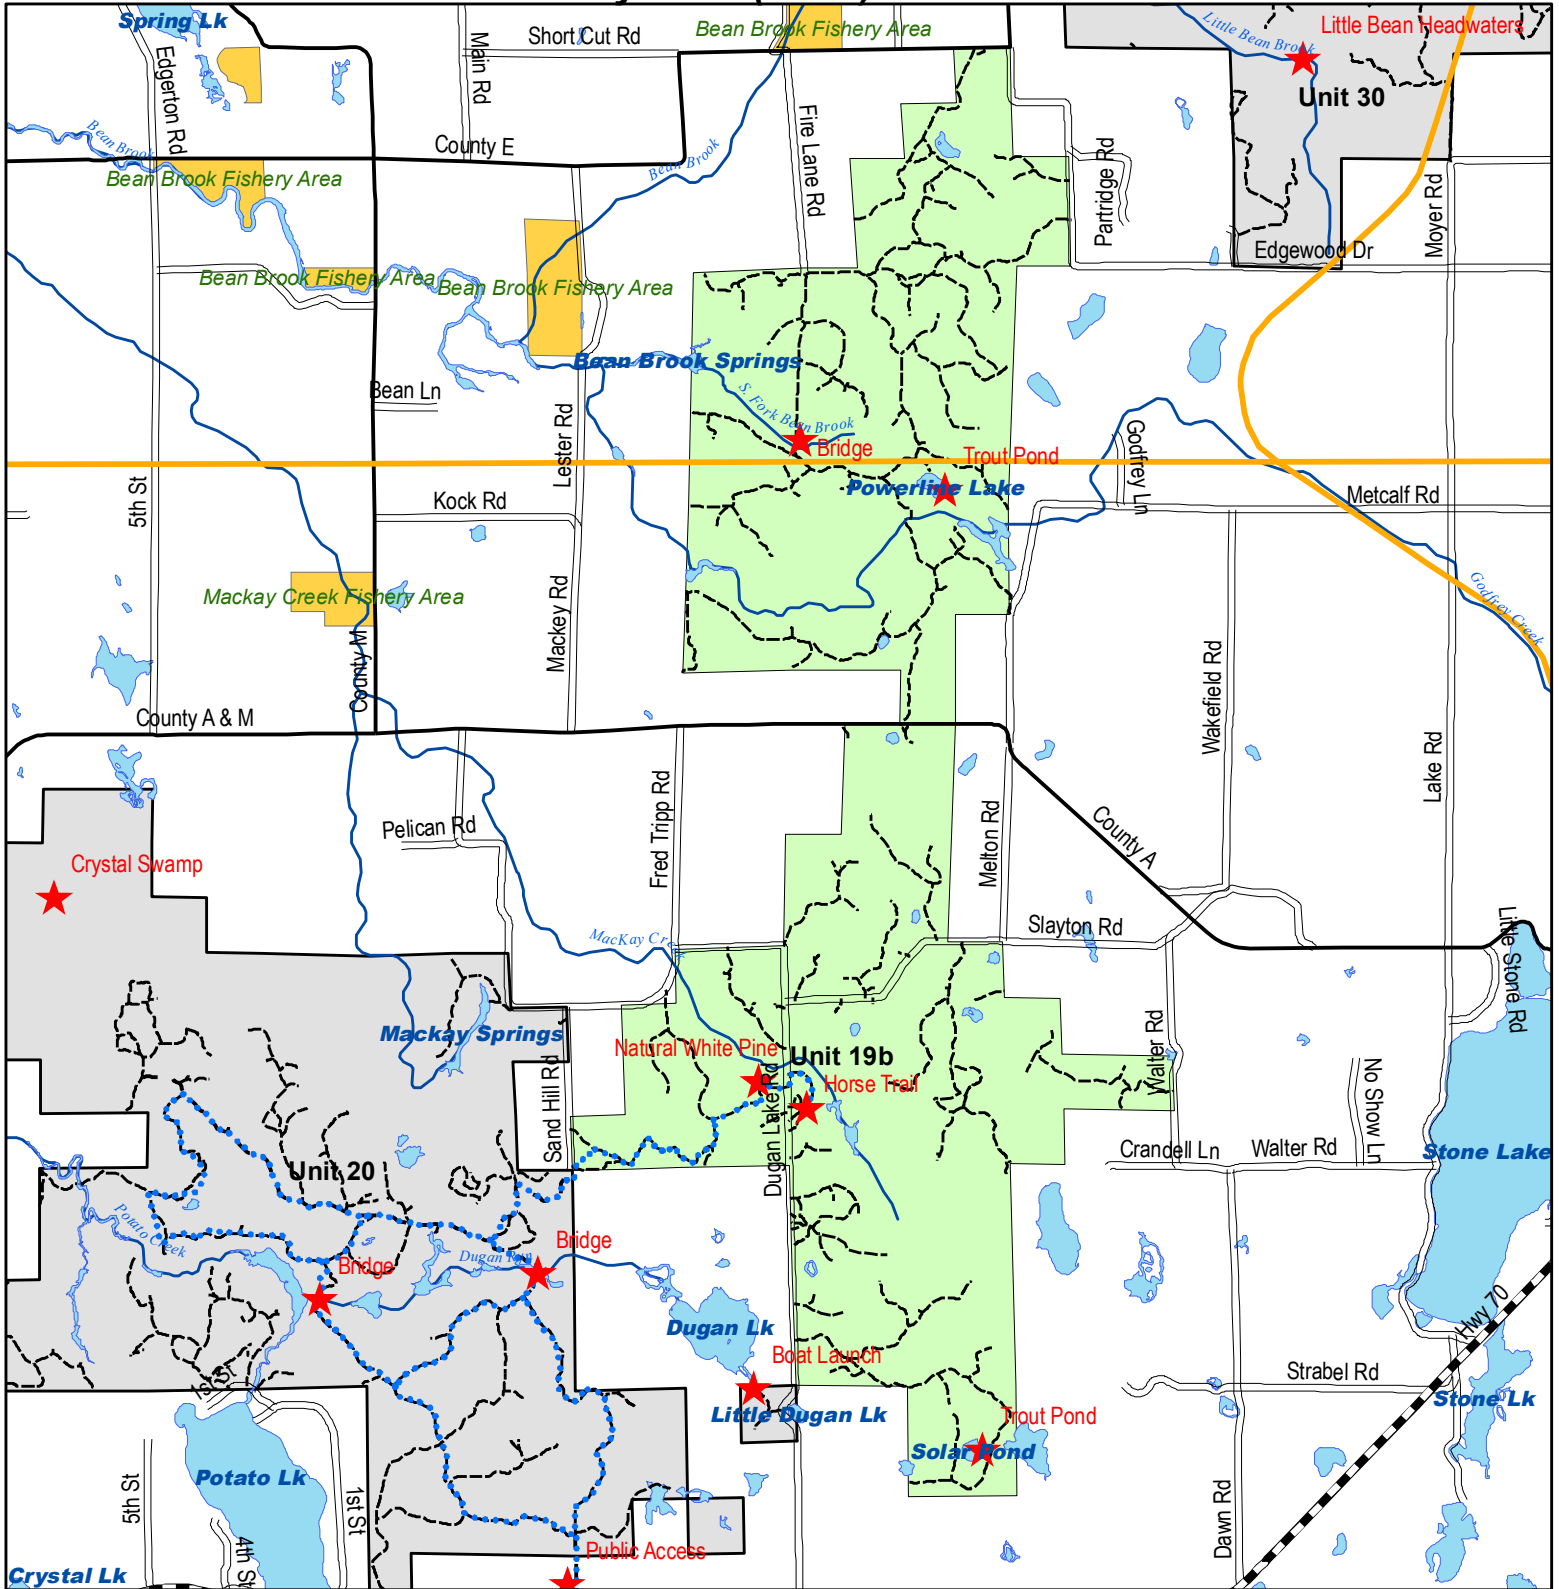 Spring Lk
Short Cut Rd
Bean Brook Fishery Area
Little Bean Brook
Little Bean Headwaters
Unit 30
Edgerton Rd
Main Rd
Fire Lane Rd
Bean Brook
County E
Bean Brook
Partridge Rd
Moyer Rd
Bean Brook Fishery Area
Edgewood Dr
Bean Brook Fishery Area
Bean Brook Fishery Area
Bean Brook Springs
Bean Ln
S. Fork Bean Brook
Lester Rd
Bridge
Trout Pond
Godfrey Ln
Powerline Lake
5th St
Kock Rd
Metcalf Rd
Mackay Creek Fishery Area
Mackey Rd
Godfrey Creek
County M
Wakefield Rd
County A & M
Lake Rd
Pelican Rd
Fred Tripp Rd
Melton Rd
County A
Crystal Swamp
MacKay Creek
Slayton Rd
Little Stone Rd
Mackay Springs
Natural White Pine
Unit 19b
Horse Trail
Walter Rd
Sand Hill Rd
Dugan Lake Rd
No Show Ln
Crandell Ln
Walter Rd
Stone Lake
Unit 20
Potato Creek
Bridge
Dugan Run
Bridge
Dugan Lk
Hwy 70
Boat Launch
Strabel Rd
1st St
Little Dugan Lk
Trout Pond
Stone Lk
Solar Pond
Potato Lk
5th St
1st St
4th St
Dawn Rd
Public Access
Crystal Lk